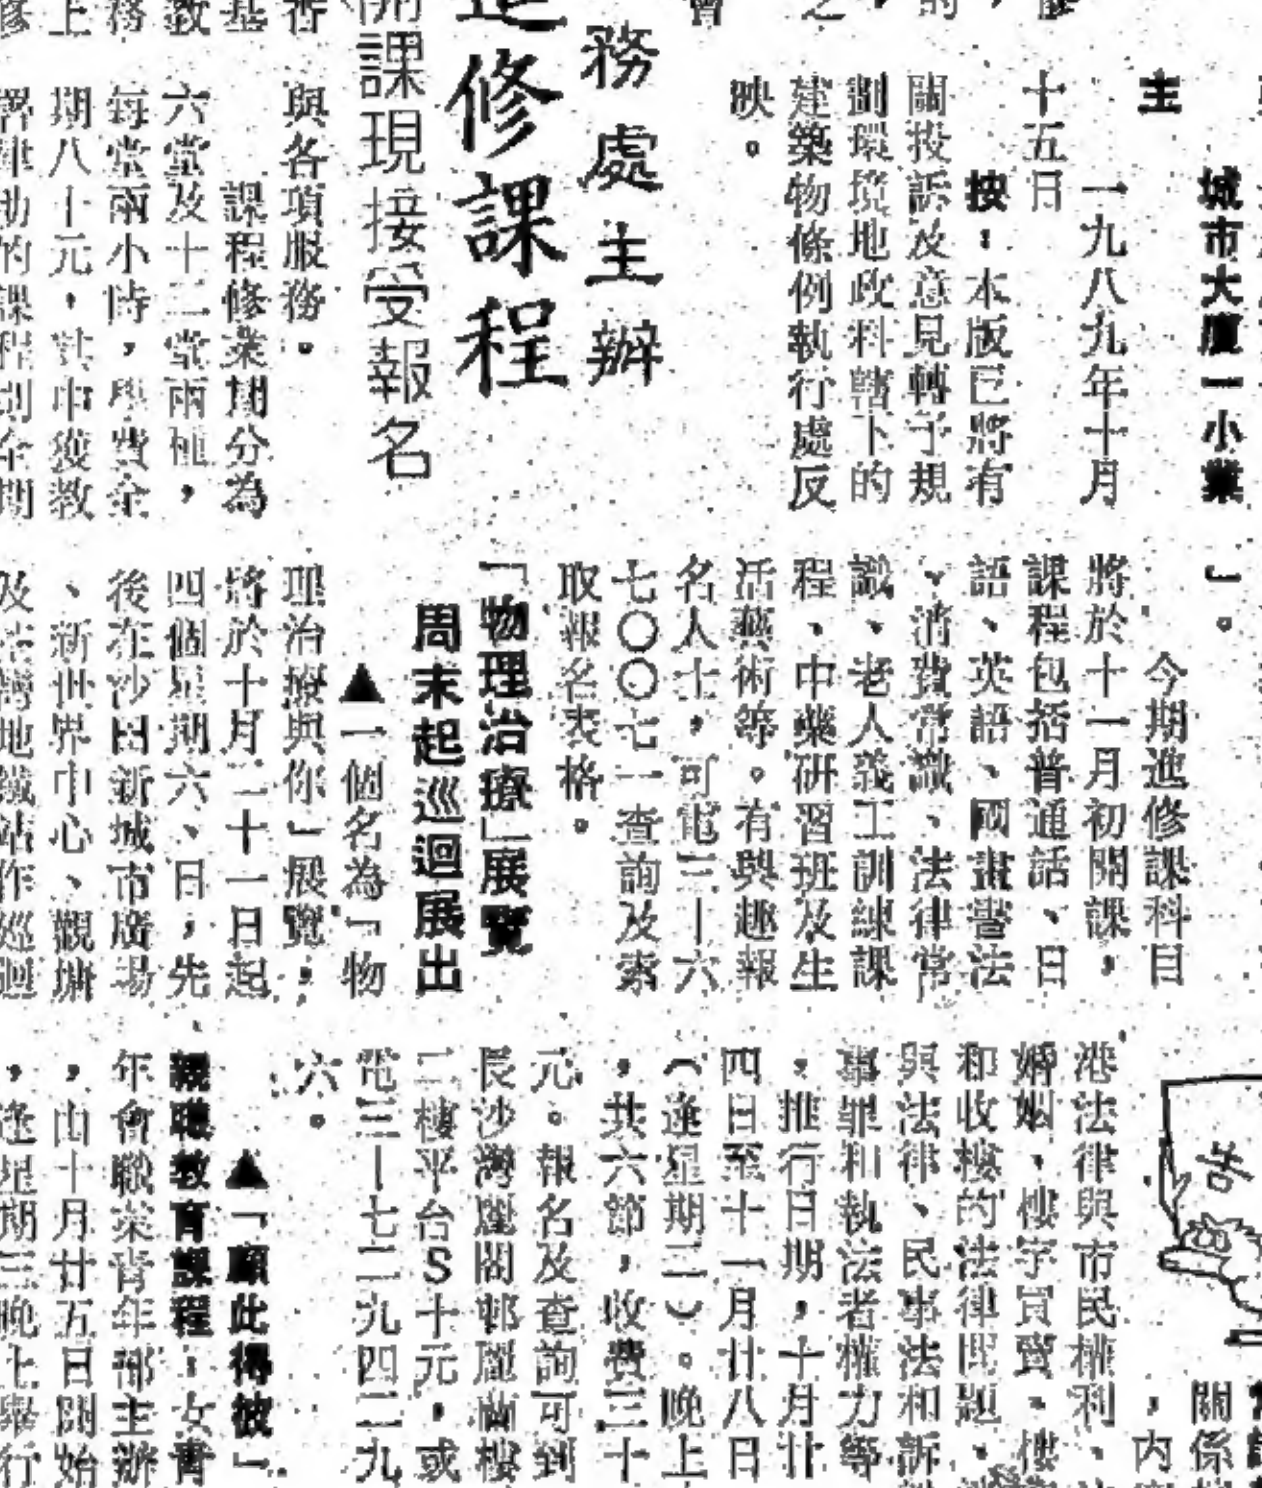 城市大廈一小業
主
一九八九年十月
十五日
按：本版已將有
關投訴及意見轉予規
劃環境地政科轄下的
建築物條例執行處反
映。
務處主辦
修課程
開課現接受報名
與各項服務。
課程修業期分為
六堂及十二堂兩種，
每堂兩小時，學費全
期八十元，其中獲教
」。
今期進修課科目
將於十一月初開課，
課程包括普通話、日
語、英語、國畫書法
、消費常識、法律常
識、老人義工訓練課
程、中藥研習班及生
活藝術等。有興趣報
名人士，可電三－六
七〇〇七一查詢及索
取報名表格。
「物理治療」展覽
周末起巡迴展出
▲一個名為「物
理治療與你」展覽，
將於十月二十一日起
四個星期六、日，先
後在沙田新城市廣場
、新世界中心、觀塘
及 地鐵站作巡迴
告
關係
，內
港法律與市民權利、
婚姻、樓宇買賣、樓
和收樓的法律問題、
與法律、民事法和訴
事罪和執法者權力等
，推行日期，十月廿
四日至十一月廿八日
（逢星期二）。晚上
，共六節，收費三十
元。報名及查詢可到
長沙灣麗閣邨麗蘭樓
二樓平台S十元，或
電三－七二九四二九
六。
▲「顧此得彼」
親職教育課程：女青
年會職業青年部主辦
，由十月廿五日開始
，逢星期三晚上舉行